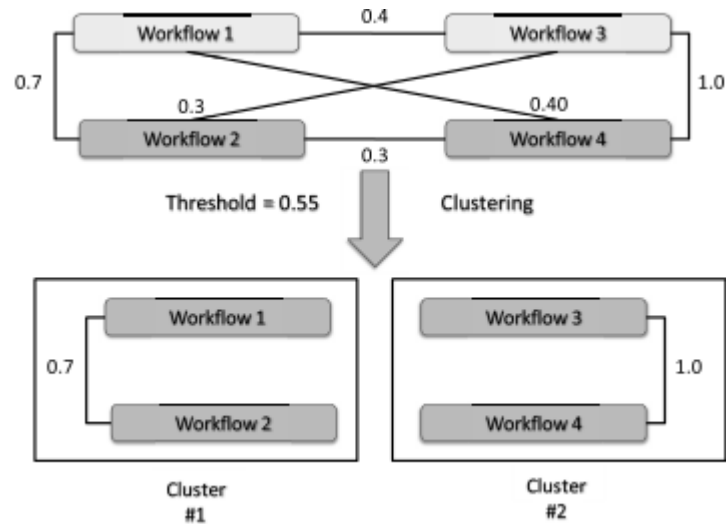 0.4
Workflow 1
Workflow 3
0.7
1.0
0.3
0.40
Workflow 2
Workflow 4
0.3
Threshold = 0.55
Clustering
Workflow 1
Workflow 3
0.7
1.0
Workflow 2
Workflow 4
Cluster
#1
Cluster
#2